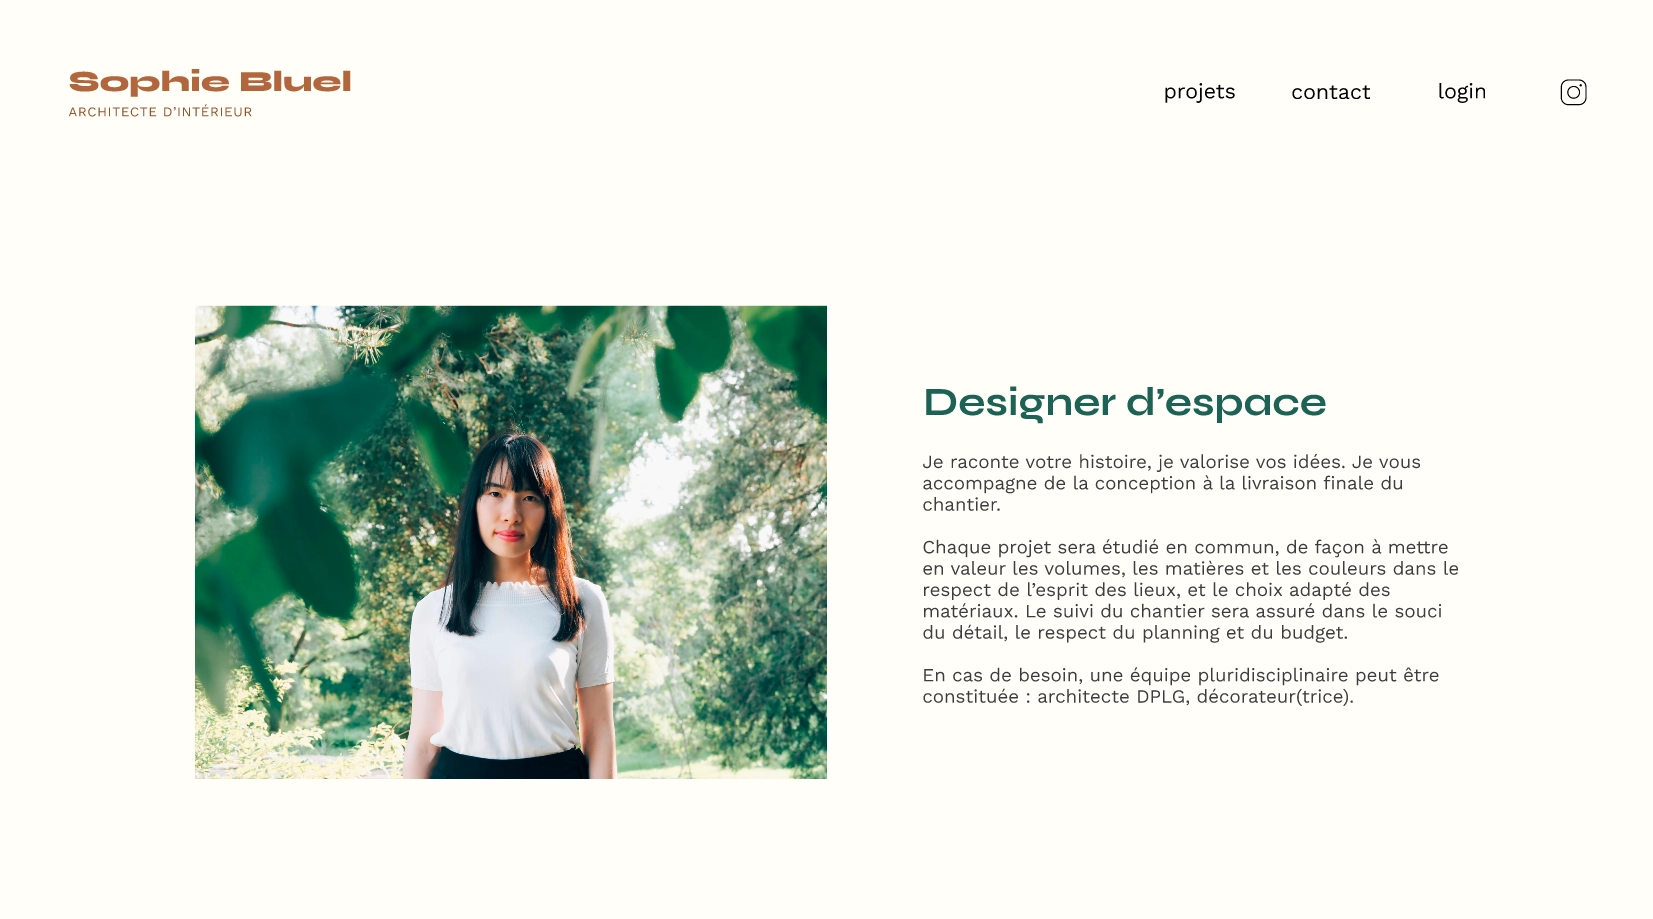 Sophie Bluel
ARCHITECTE D’INTÉRIEUR
projets
contact
login
Designer d’espace
Je raconte votre histoire, je valorise vos idées. Je vous
accompagne de la conception à la livraison finale du
chantier.
Chaque projet sera étudié en commun, de façon à mettre
en valeur les volumes, les matières et les couleurs dans le
respect de l’esprit des lieux, et le choix adapté des
matériaux. Le suivi du chantier sera assuré dans le souci
du détail, le respect du planning et du budget.
En cas de besoin, une équipe pluridisciplinaire peut être
constituée : architecte DPLG, décorateur(trice).